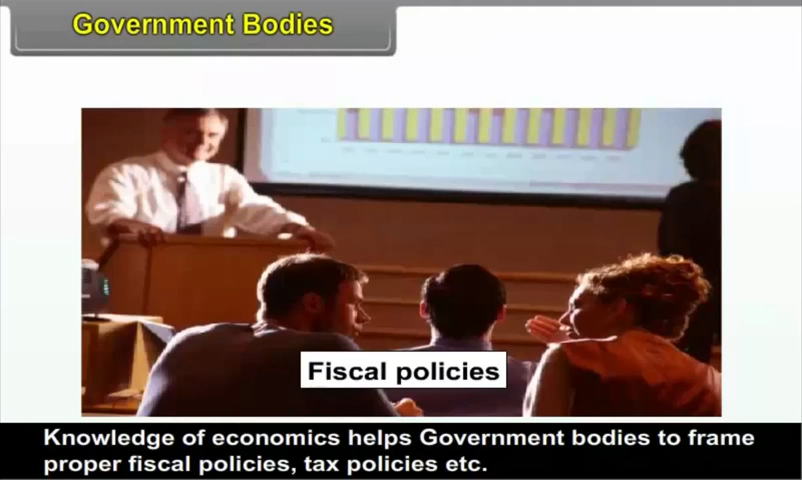 Government Bodies
Fiscal policies
Knowledge of economics helps Government bodies to frame
proper fiscal policies, tax policies etc.